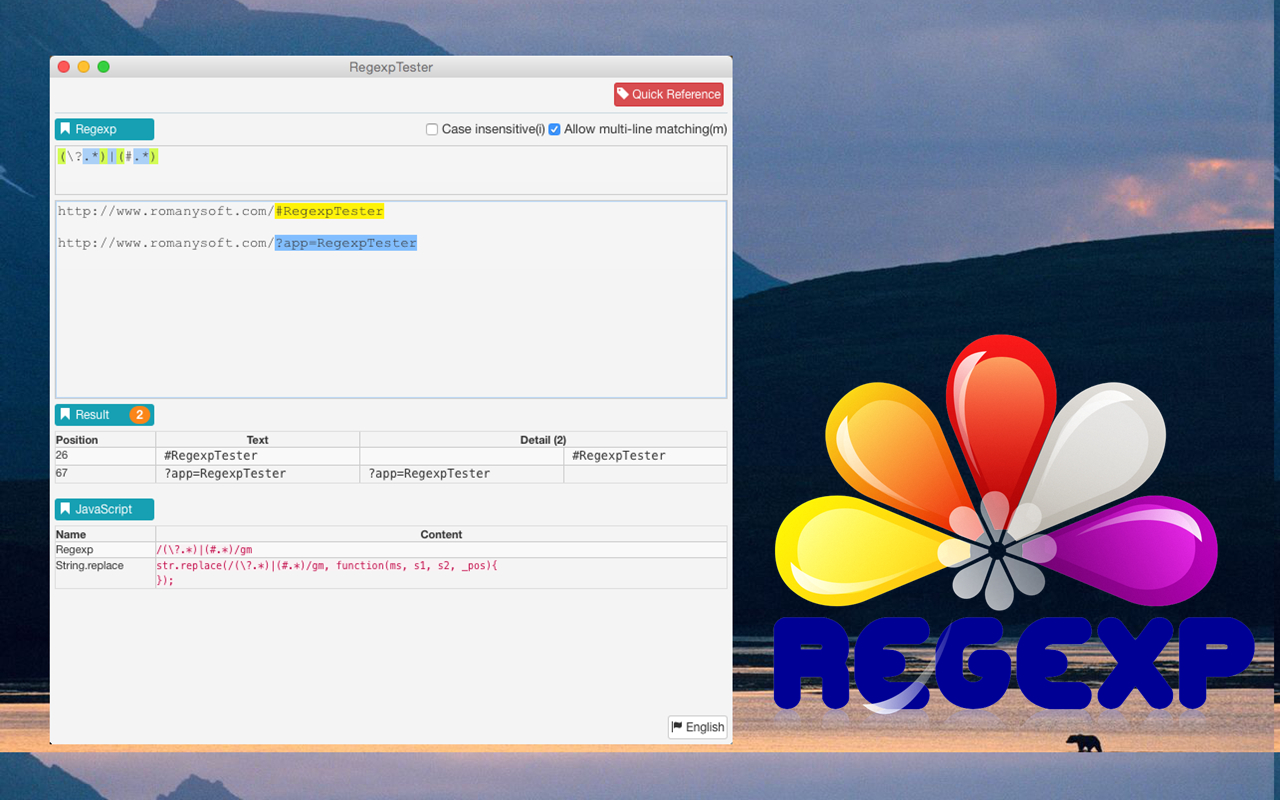 RegexpTester
Quick Reference
Regexp
Case insensitive(i) Allow multi-line matching(m)
(\?.*)|(#.*)
http://www.romanysoft.com/#RegexpTester
http://www.romanysoft.com/?app=RegexpTester
Result 2
Position Text Detail (2)
26 #RegexpTester #RegexpTester
67 ?app=RegexpTester ?app=RegexpTester
JavaScript
Name Content
Regexp /(\?.*)|(#.*)/gm
String.replace str.replace(/(\?.*)|(#.*)/gm, function(ms, s1, s2, _pos){
});
English
REGEXP